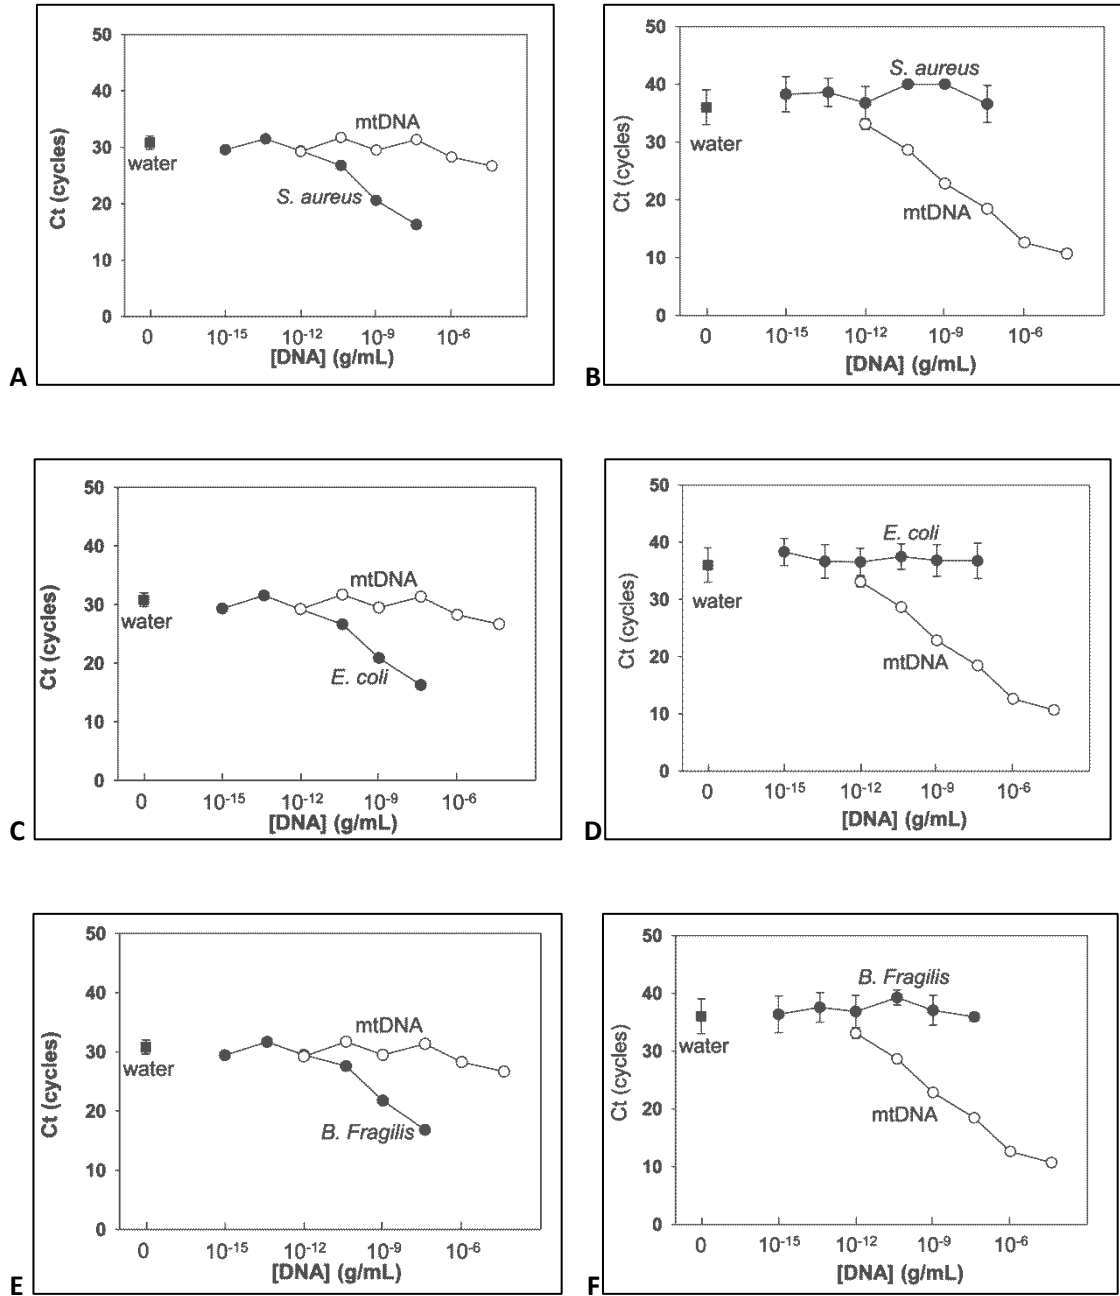 50
40
30
20
10
0
Ct (cycles)
water
mtDNA
S. aureus
0
10⁻¹⁵
10⁻¹²
10⁻⁹
10⁻⁶
[DNA] (g/mL)
A
50
40
30
20
10
0
Ct (cycles)
water
S. aureus
mtDNA
0
10⁻¹⁵
10⁻¹²
10⁻⁹
10⁻⁶
[DNA] (g/mL)
B
50
40
30
20
10
0
Ct (cycles)
water
mtDNA
E. coli
0
10⁻¹⁵
10⁻¹²
10⁻⁹
10⁻⁶
[DNA] (g/mL)
C
50
40
30
20
10
0
Ct (cycles)
water
E. coli
mtDNA
0
10⁻¹⁵
10⁻¹²
10⁻⁹
10⁻⁶
[DNA] (g/mL)
D
50
40
30
20
10
0
Ct (cycles)
water
mtDNA
B. Fragilis
0
10⁻¹⁵
10⁻¹²
10⁻⁹
10⁻⁶
[DNA] (g/mL)
E
50
40
30
20
10
0
Ct (cycles)
water
B. Fragilis
mtDNA
0
10⁻¹⁵
10⁻¹²
10⁻⁹
10⁻⁶
[DNA] (g/mL)
F